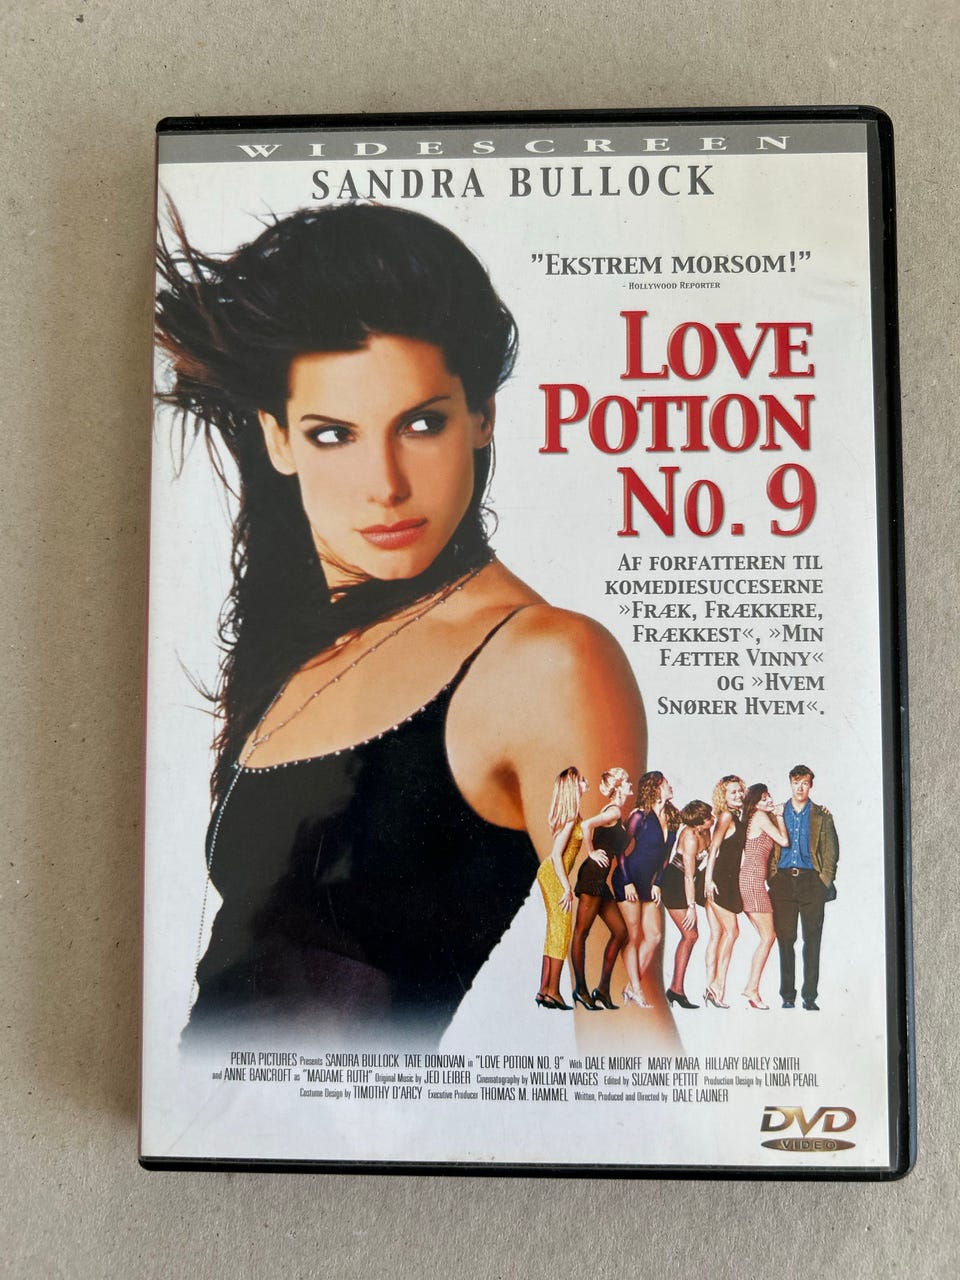 WIDESCREEN
SANDRA BULLOCK
"EKSTREM MORSOM!"
- HOLLYWOOD REPORTER
LOVE
POTION
NO. 9
AF FORFATTEREN TIL
KOMEDIESUCCESERNE
»FRÆK, FRÆKKERE,
FRÆKKEST«, »MIN
FÆTTER VINNY«
OG »HVEM
SNØRER HVEM«.
PENTA PICTURES Presents SANDRA BULLOCK TATE DONOVAN in "LOVE POTION NO. 9" With DALE MIDKIFF MARY MARA HILLARY BAILEY SMITH
and ANNE BANCROFT as "MADAME RUTH" Original Music by JED LEIBER Cinematography by WILLIAM WAGES Edited by SUZANNE PETTIT Production Design by LINDA PEARL
Costume Design by TIMOTHY D'ARCY Executive Producer THOMAS M. HAMMEL Written, Produced and Directed by DALE LAUNER
DVD
VIDEO